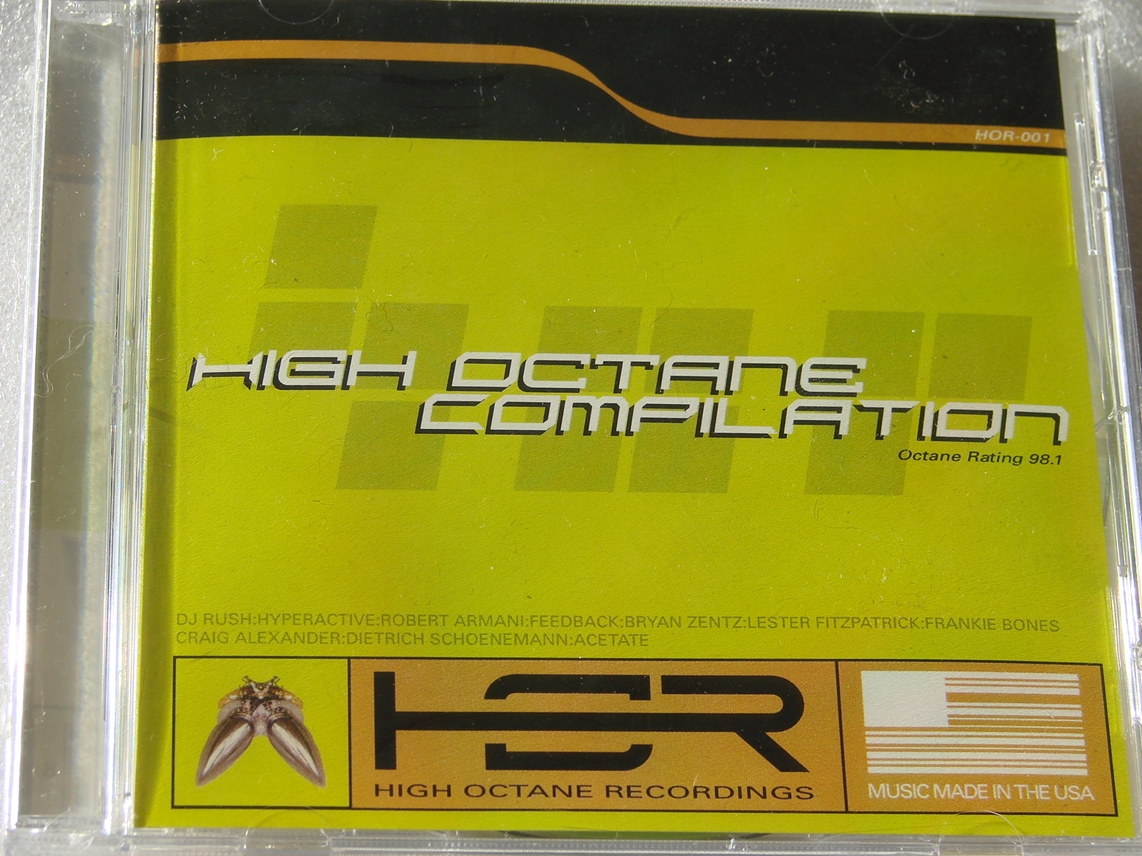 HOR-001
HIGH OCTANE
COMPILATION
Octane Rating 98.1
DJ RUSH:HYPERACTIVE:ROBERT ARMANI:FEEDBACK:BRYAN ZENTZ:LESTER FITZPATRICK:FRANKIE BONES
CRAIG ALEXANDER:DIETRICH SCHOENEMANN:ACETATE
HSR
HIGH OCTANE RECORDINGS
MUSIC MADE IN THE USA